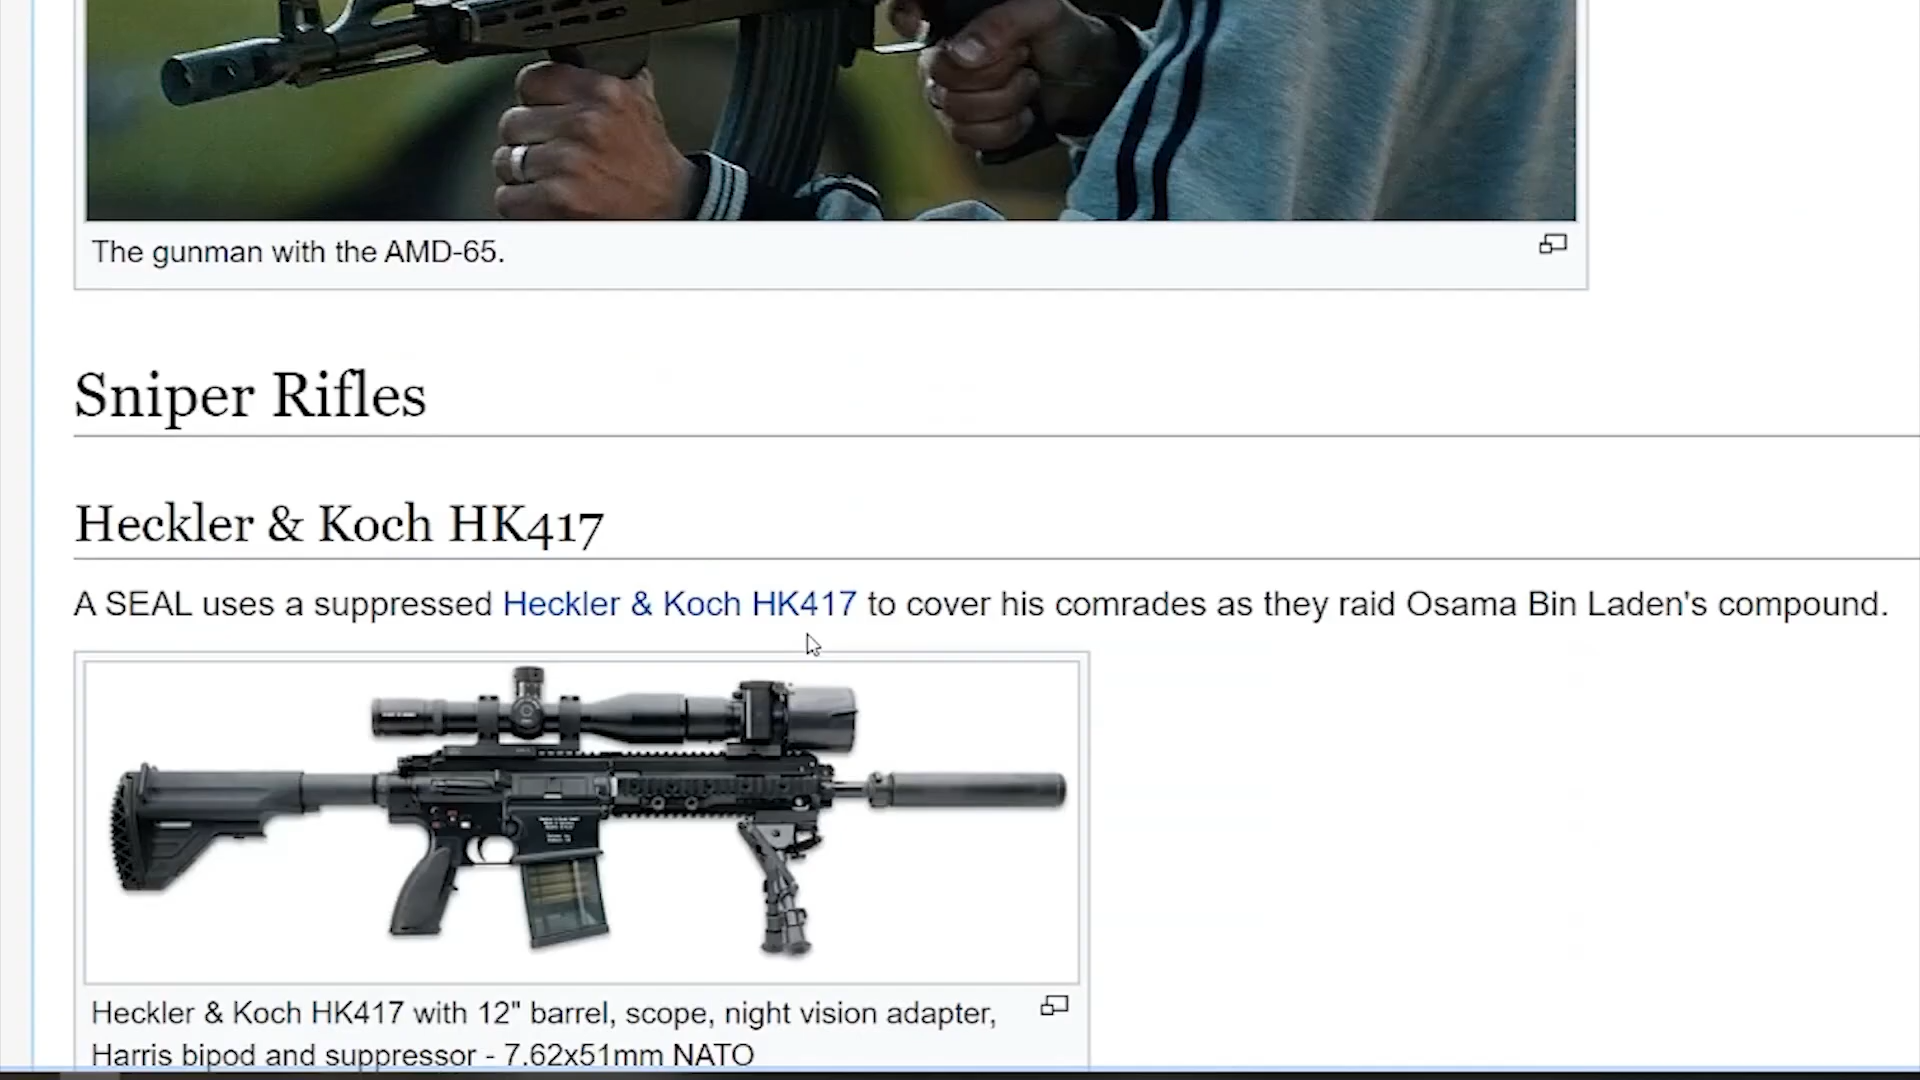 The gunman with the AMD-65.
Sniper Rifles
Heckler & Koch HK417
A SEAL uses a suppressed Heckler & Koch HK417 to cover his comrades as they raid Osama Bin Laden's compound.
Heckler & Koch HK417 with 12" barrel, scope, night vision adapter,
Harris bipod and suppressor - 7.62x51mm NATO